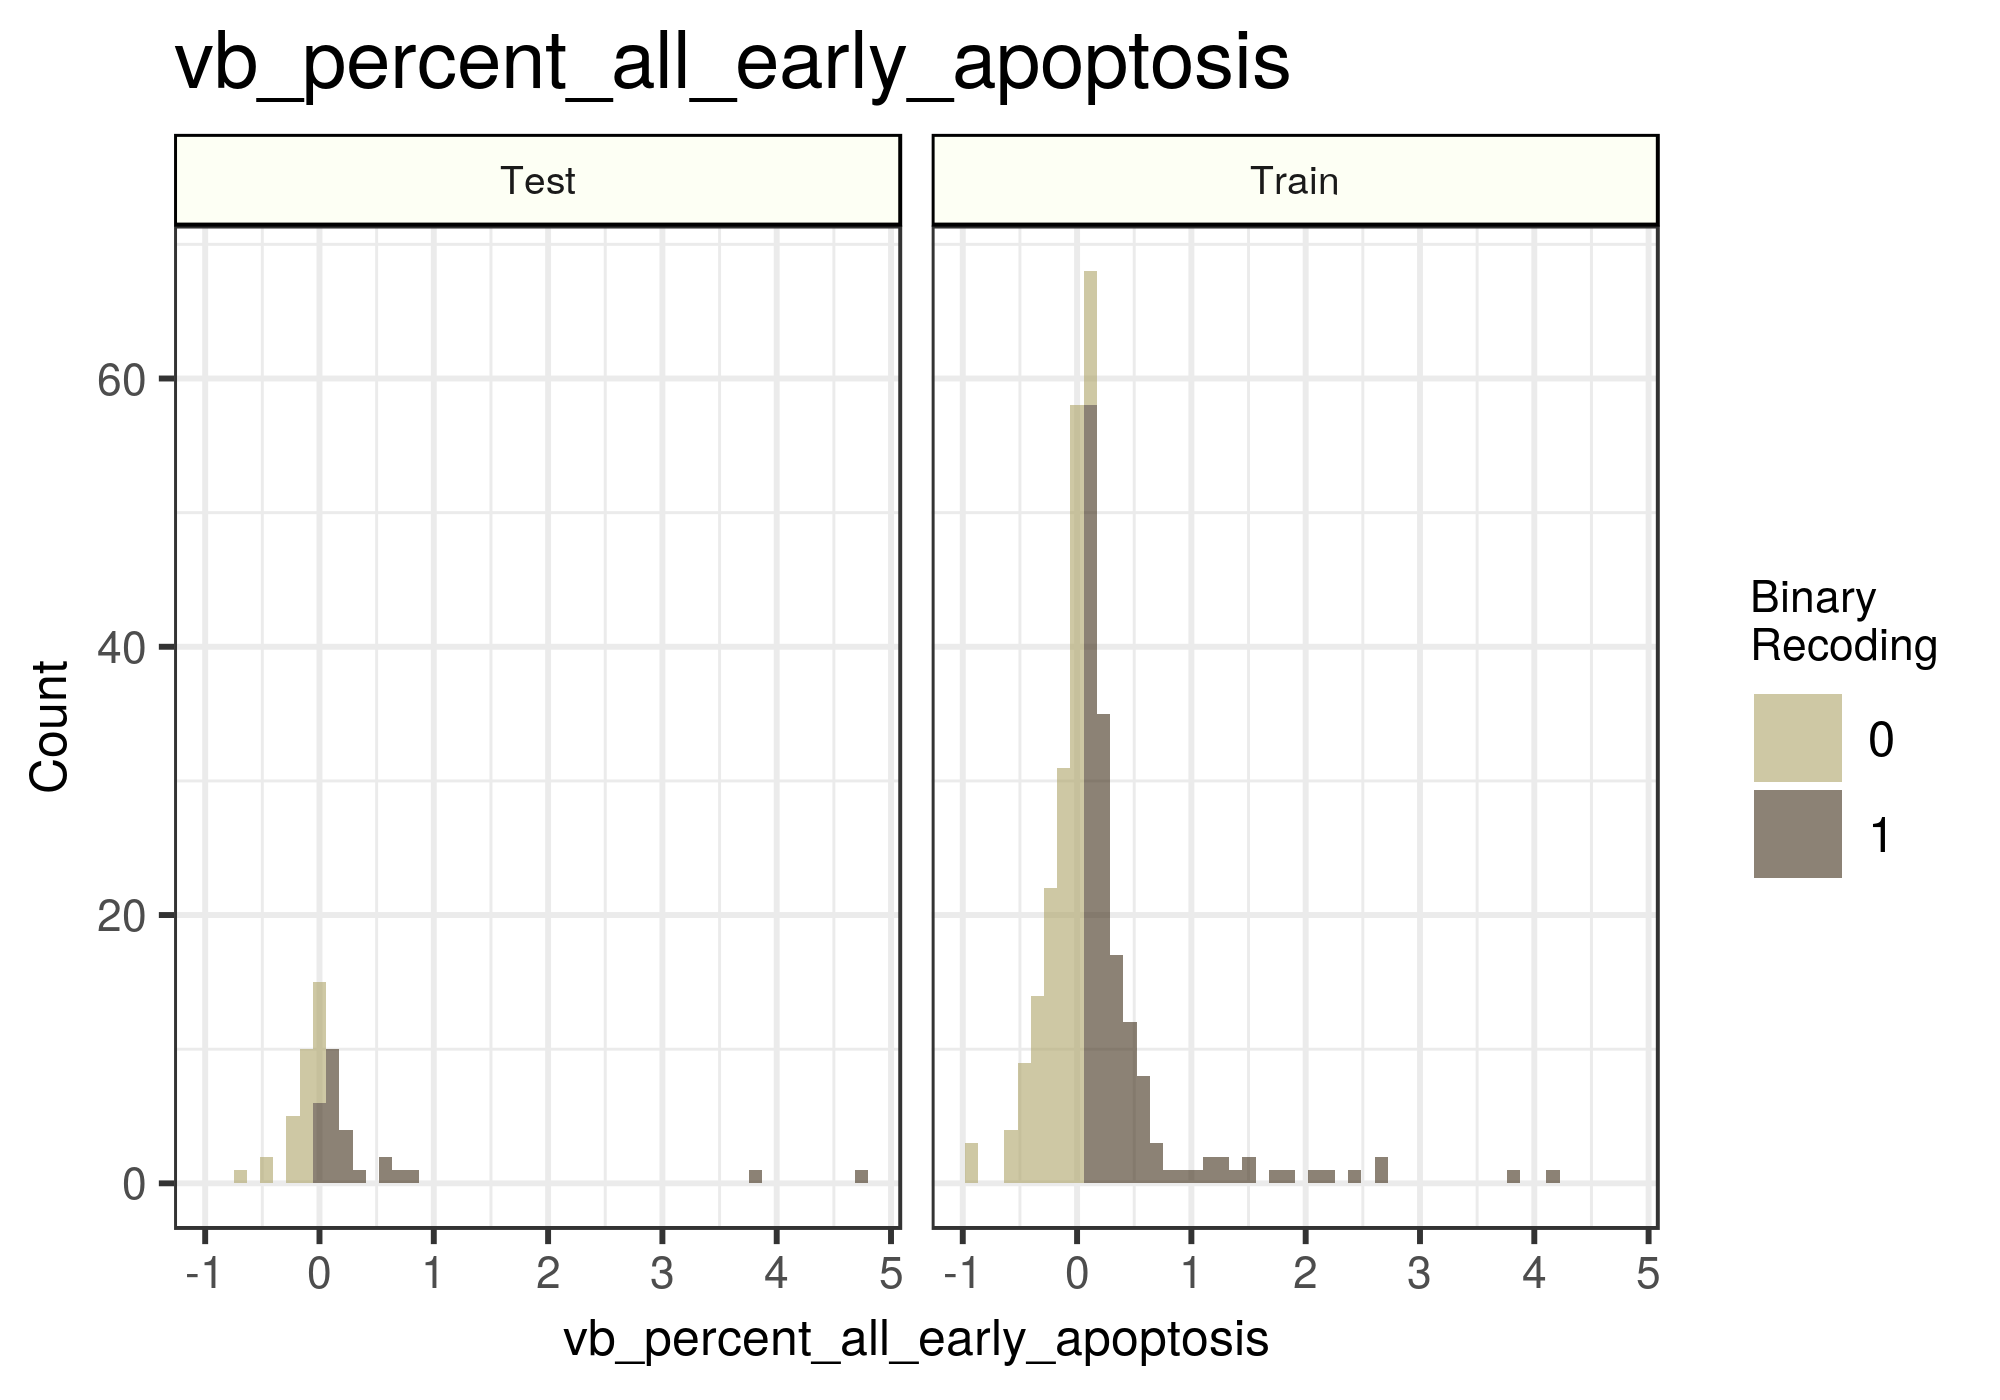 vb_percent_all_early_apoptosis
Test
Train
Count
60
40
20
0
-1 0 1 2 3 4 5
-1 0 1 2 3 4 5
vb_percent_all_early_apoptosis
Binary
Recoding
0
1